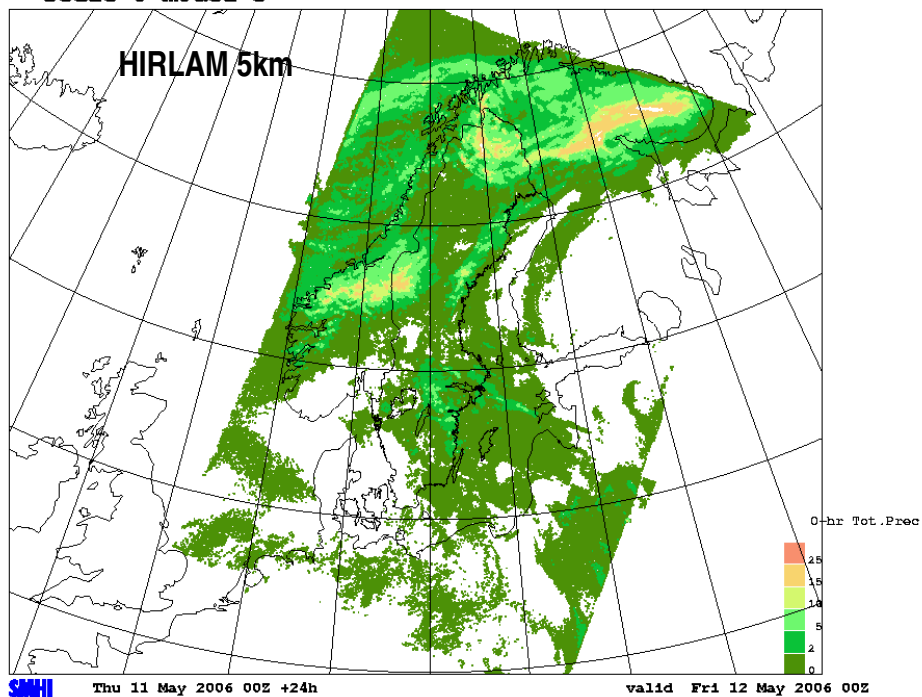 HIRLAM 5km
0-hr Tot.Prec
25
15
10
5
2
0
SMHI
Thu 11 May 2006 00Z +24h
valid Fri 12 May 2006 00Z